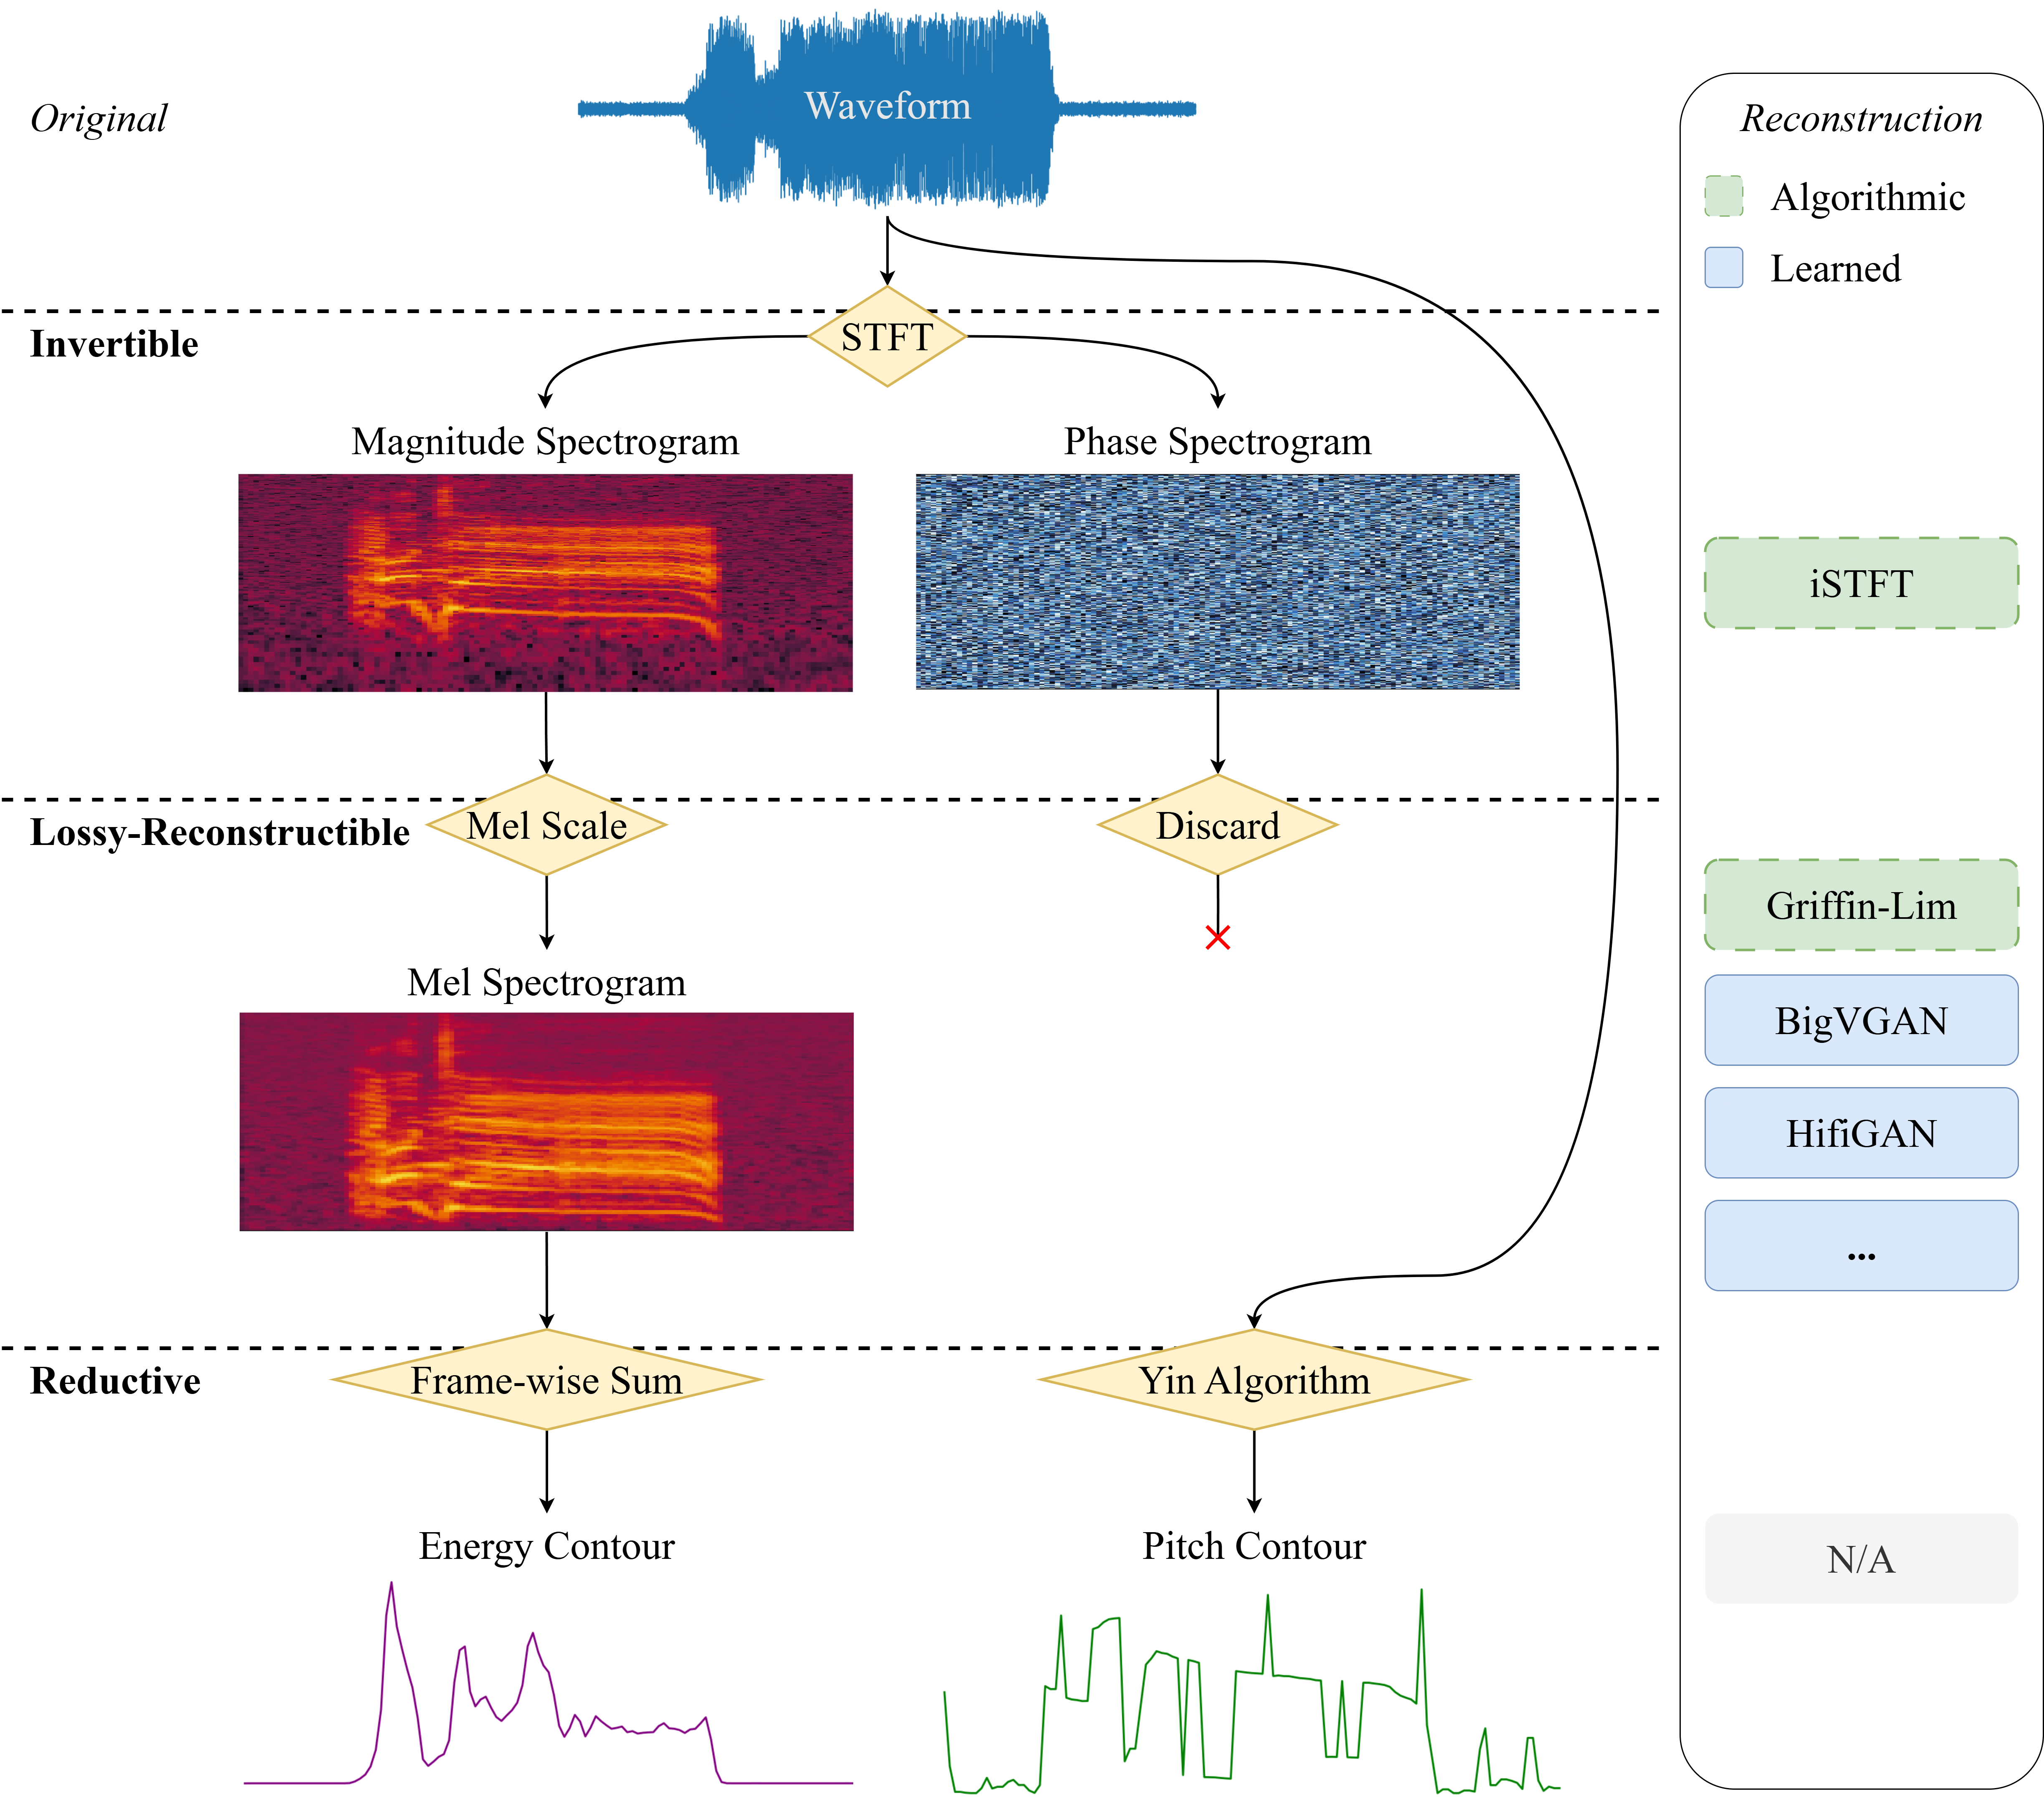 Original
Waveform
Reconstruction
Algorithmic
Learned
Invertible
STFT
Magnitude Spectrogram
Phase Spectrogram
iSTFT
Lossy-Reconstructible
Mel Scale
Discard
Griffin-Lim
Mel Spectrogram
BigVGAN
HifiGAN
...
Reductive
Frame-wise Sum
Yin Algorithm
Energy Contour
Pitch Contour
N/A